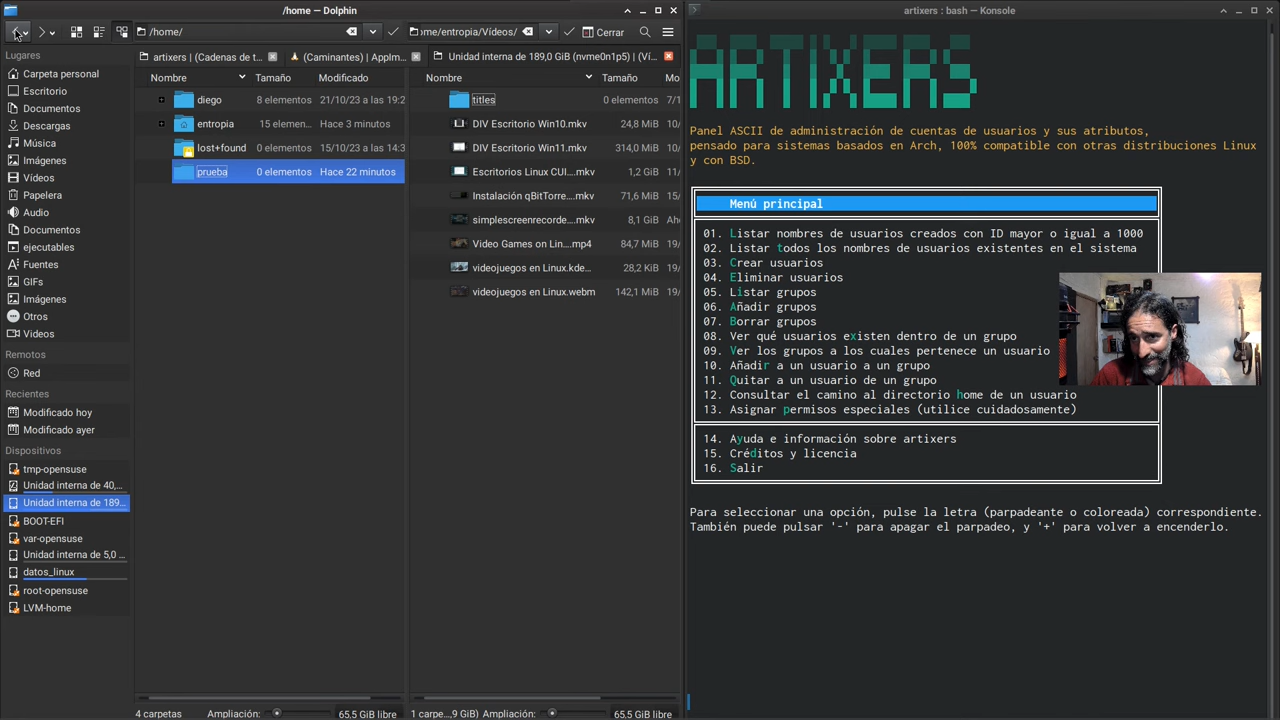 /home — Dolphin
/home/
ome/entropia/Vídeos/
Cerrar
Lugares
Carpeta personal
Escritorio
Documentos
Descargas
Música
Imágenes
Vídeos
Papelera
Audio
Documentos
ejecutables
Fuentes
GIFs
Imágenes
Otros
Videos
Remotos
Red
Recientes
Modificado hoy
Modificado ayer
Dispositivos
tmp-opensuse
Unidad interna de 40,...
Unidad interna de 189...
BOOT-EFI
var-opensuse
Unidad interna de 5,0 ...
datos_linux
root-opensuse
LVM-home
artixers | (Cadenas de t...
(Caminantes) | AppIm...
Unidad interna de 189,0 GiB (nvme0n1p5) | (Ví...
Nombre Tamaño Modificado
diego 8 elementos 21/10/23 a las 19:2
entropia 15 elemen... Hace 3 minutos
lost+found 0 elementos 15/10/23 a las 14:3
prueba 0 elementos Hace 22 minutos
4 carpetas Ampliación: 65,5 GiB libre
Nombre Tamaño Mo
titles 0 elementos 7/1
DIV Escritorio Win10.mkv 24,8 MiB 10/
DIV Escritorio Win11.mkv 314,0 MiB 10/
Escritorios Linux CUI....mkv 1,2 GiB 11/
Instalación qBitTorre....mkv 71,6 MiB 13/
simplescreenrecorde....mkv 8,1 GiB Ah
Video Games on Lin....mp4 84,7 MiB 19/
videojuegos en Linux.kde... 28,2 KiB 19/
videojuegos en Linux.webm 142,1 MiB 19/
1 carpe...,9 GiB) Ampliación: 65,5 GiB libre
artixers : bash — Konsole
ARTIXERS
Panel ASCII de administración de cuentas de usuarios y sus atributos,
pensado para sistemas basados en Arch, 100% compatible con otras distribuciones Linux
y con BSD.
Menú principal
01. Listar nombres de usuarios creados con ID mayor o igual a 1000
02. Listar todos los nombres de usuarios existentes en el sistema
03. Crear usuarios
04. Eliminar usuarios
05. Listar grupos
06. Añadir grupos
07. Borrar grupos
08. Ver qué usuarios existen dentro de un grupo
09. Ver los grupos a los cuales pertenece un usuario
10. Añadir a un usuario a un grupo
11. Quitar a un usuario de un grupo
12. Consultar el camino al directorio home de un usuario
13. Asignar permisos especiales (utilice cuidadosamente)
14. Ayuda e información sobre artixers
15. Créditos y licencia
16. Salir
Para seleccionar una opción, pulse la letra (parpadeante o coloreada) correspondiente.
También puede pulsar '-' para apagar el parpadeo, y '+' para volver a encenderlo.